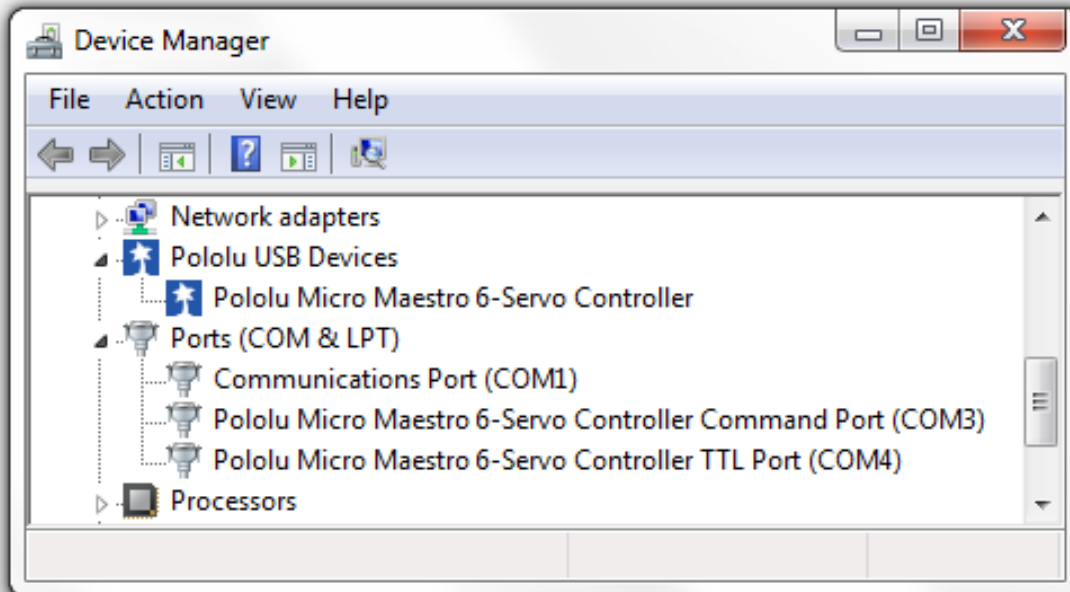 Device Manager
File Action View Help
Network adapters
Pololu USB Devices
Pololu Micro Maestro 6-Servo Controller
Ports (COM & LPT)
Communications Port (COM1)
Pololu Micro Maestro 6-Servo Controller Command Port (COM3)
Pololu Micro Maestro 6-Servo Controller TTL Port (COM4)
Processors